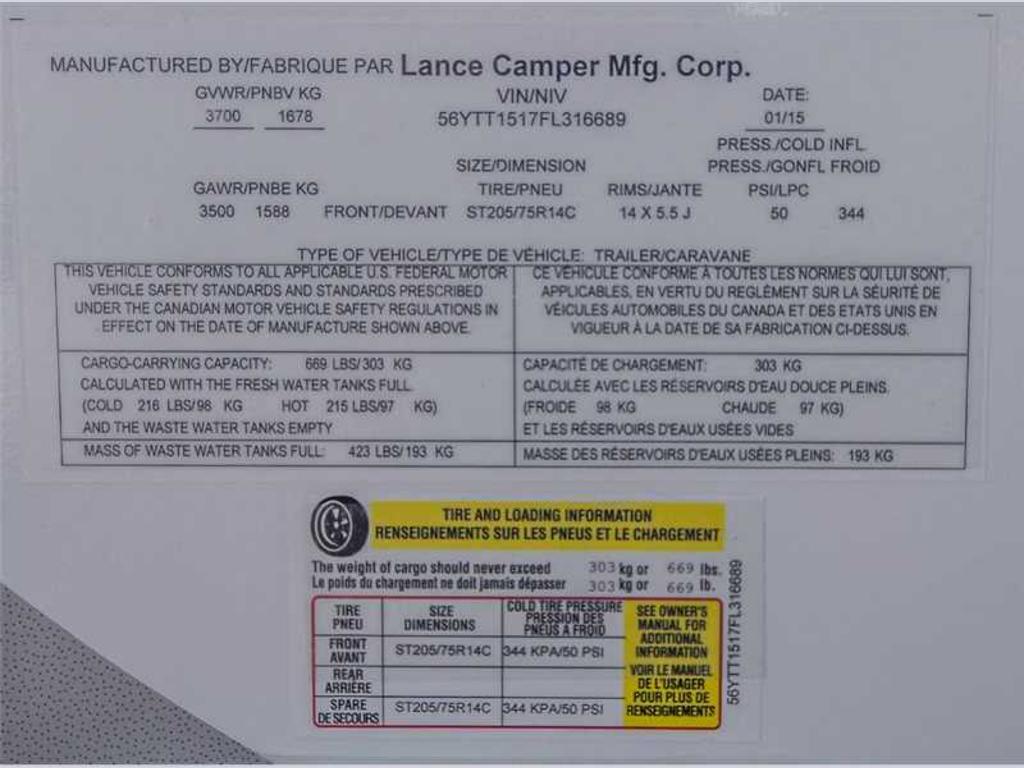 MANUFACTURED BY/FABRIQUE PAR Lance Camper Mfg. Corp.
GVWR/PNBV KG VIN/NIV DATE:
3700 1678 56YTT1517FL316689 01/15
PRESS./COLD INFL.
SIZE/DIMENSION PRESS./GONFL FROID
GAWR/PNBE KG TIRE/PNEU RIMS/JANTE PSI/LPC
3500 1588 FRONT/DEVANT ST205/75R14C 14 X 5.5 J 50 344
TYPE OF VEHICLE/TYPE DE VÉHICLE: TRAILER/CARAVANE
THIS VEHICLE CONFORMS TO ALL APPLICABLE U.S. FEDERAL MOTOR
VEHICLE SAFETY STANDARDS AND STANDARDS PRESCRIBED
UNDER THE CANADIAN MOTOR VEHICLE SAFETY REGULATIONS IN
EFFECT ON THE DATE OF MANUFACTURE SHOWN ABOVE.
CE VÉHICULE CONFORME À TOUTES LES NORMES QUI LUI SONT,
APPLICABLES, EN VERTU DU REGLÉMENT SUR LA SÉURITÉ DE
VÉICULES AUTOMOBILES DU CANADA ET DES ETATS UNIS EN
VIGUEUR À LA DATE DE SA FABRICATION CI-DESSUS.
CARGO-CARRYING CAPACITY: 669 LBS/303 KG
CALCULATED WITH THE FRESH WATER TANKS FULL.
(COLD 216 LBS/98 KG HOT 215 LBS/97 KG)
AND THE WASTE WATER TANKS EMPTY
CAPACITÉ DE CHARGEMENT: 303 KG
CALCULÉE AVEC LES RÉSERVOIRS D'EAU DOUCE PLEINS.
(FROIDE 98 KG CHAUDE 97 KG)
ET LES RÉSERVOIRS D'EAUX USÉES VIDES
MASS OF WASTE WATER TANKS FULL: 423 LBS/193 KG
MASSE DES RÉSERVOIRS D'EAUX USÉES PLEINS: 193 KG
TIRE AND LOADING INFORMATION
RENSEIGNEMENTS SUR LES PNEUS ET LE CHARGEMENT
The weight of cargo should never exceed 303 kg or 669 lbs.
Le poids du chargement ne doit jamais dépasser 303 kg or 669 lb.
TIRE
PNEU
SIZE
DIMENSIONS
COLD TIRE PRESSURE
PRESSION DES
PNEUS A FROID
FRONT
AVANT
ST205/75R14C 344 KPA/50 PSI
REAR
ARRIÈRE
SPARE
DE SECOURS
ST205/75R14C 344 KPA/50 PSI
SEE OWNER'S
MANUAL FOR
ADDITIONAL
INFORMATION
VOIR LE MANUEL
DE L'USAGER
POUR PLUS DE
RENSEIGNEMENTS
56YTT1517FL316689